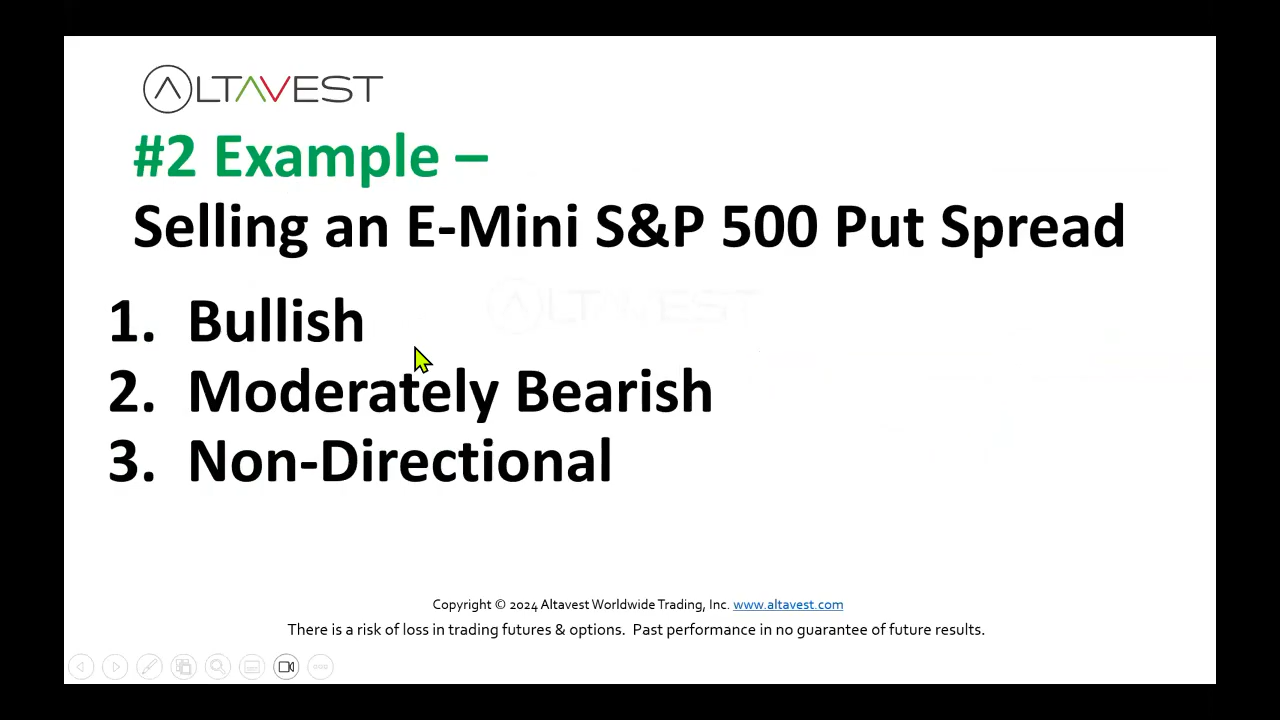 ALTAVEST
#2 Example –
Selling an E-Mini S&P 500 Put Spread
ALTAVEST
1. Bullish
2. Moderately Bearish
3. Non-Directional
Copyright © 2024 Altavest Worldwide Trading, Inc. www.altavest.com
There is a risk of loss in trading futures & options. Past performance in no guarantee of future results.